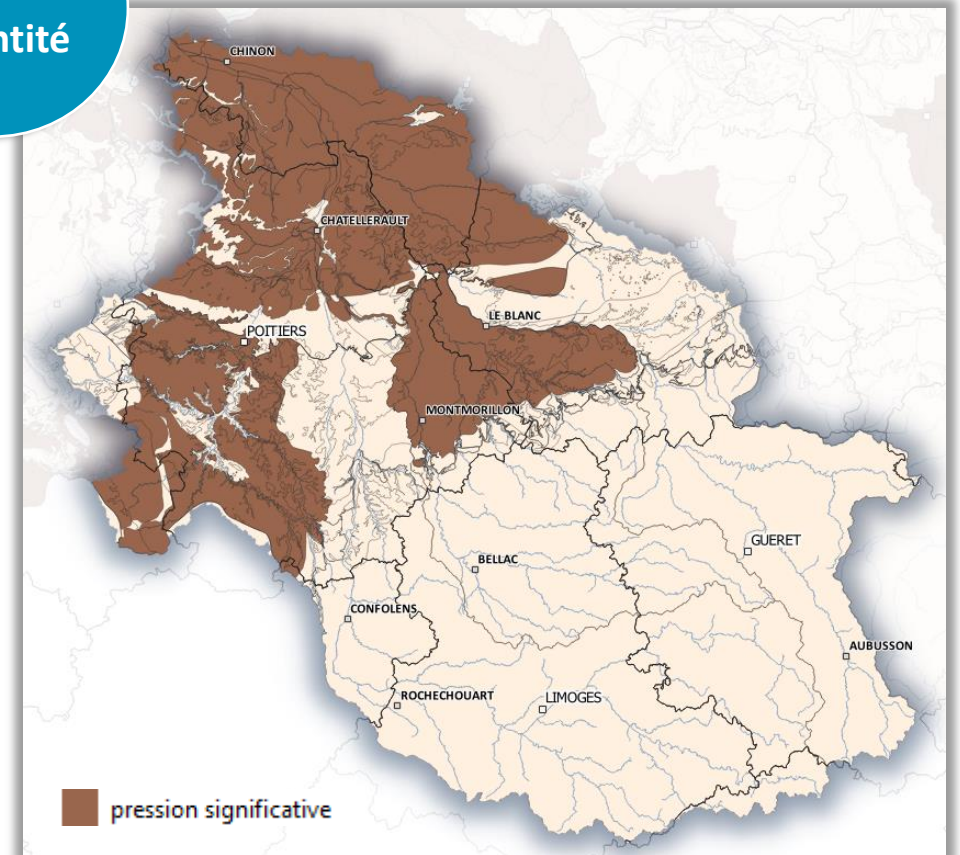 ntité
CHINON
CHATELLERAULT
LE BLANC
POITIERS
MONTMORILLON
GUERET
BELLAC
CONFOLENS
AUBUSSON
ROCHECHOUART
LIMOGES
pression significative